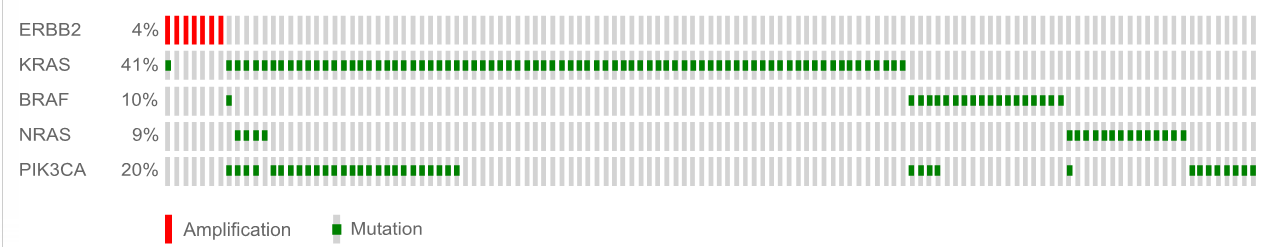 ERBB2 4%
KRAS 41%
BRAF 10%
NRAS 9%
PIK3CA 20%
Amplification Mutation